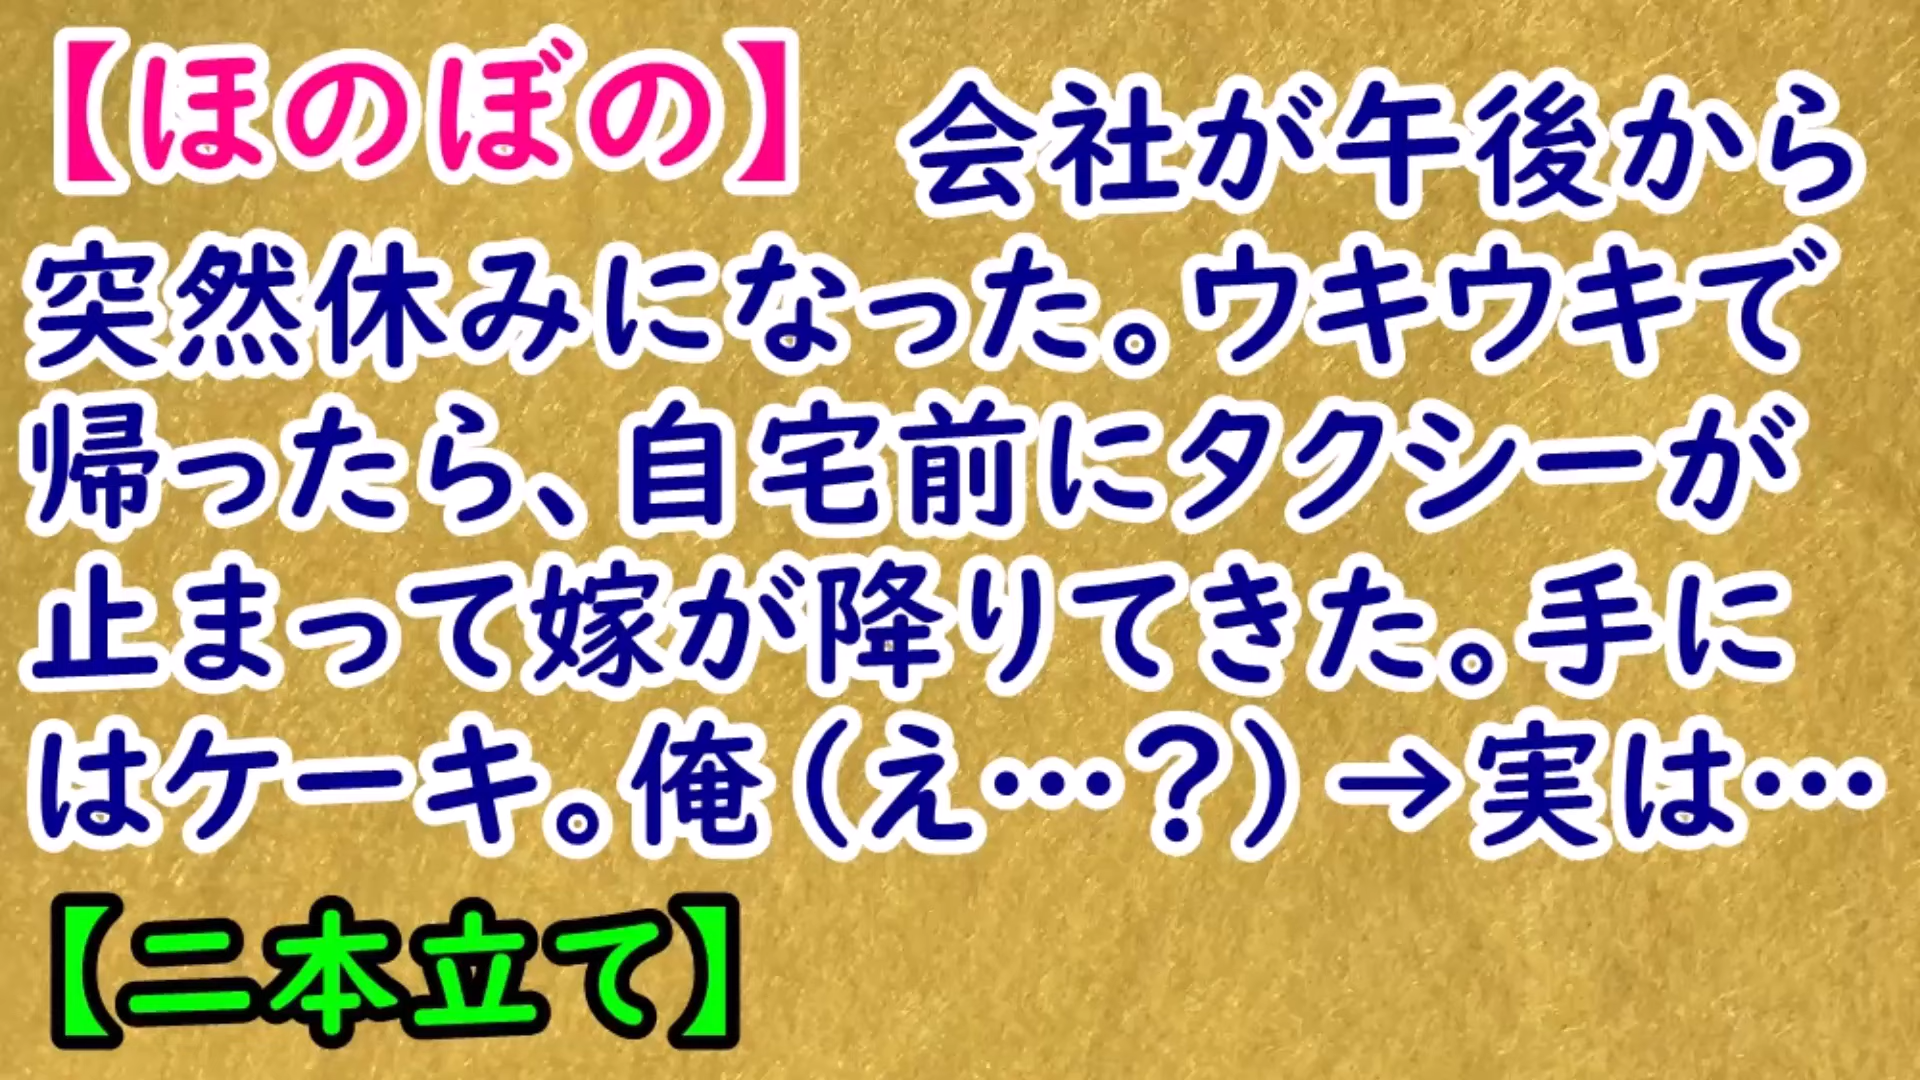 【ほのぼの】 会社が午後から
突然休みになった。ウキウキで
帰ったら、自宅前にタクシーが
止まって嫁が降りてきた。手に
はケーキ。俺(え…?)→実は…
【二本立て】